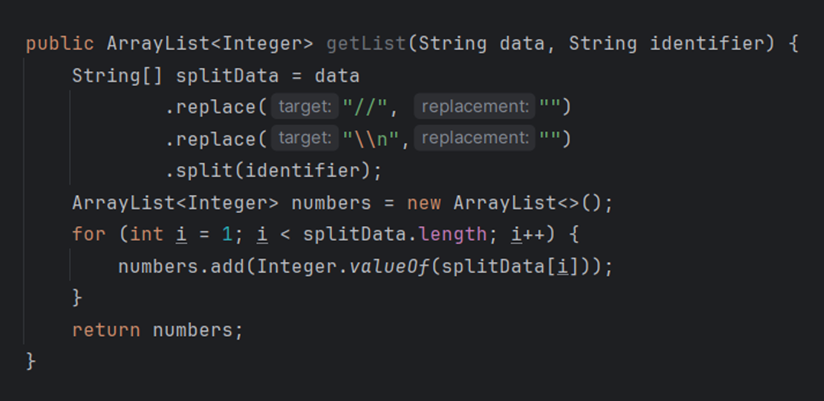 public ArrayList<Integer> getList(String data, String identifier) {
String[] splitData = data
.replace( target: "//", replacement: "")
.replace( target: "\\n", replacement: "")
.split(identifier);
ArrayList<Integer> numbers = new ArrayList<>();
for (int i = 1; i < splitData.length; i++) {
numbers.add(Integer.valueOf(splitData[i]));
}
return numbers;
}